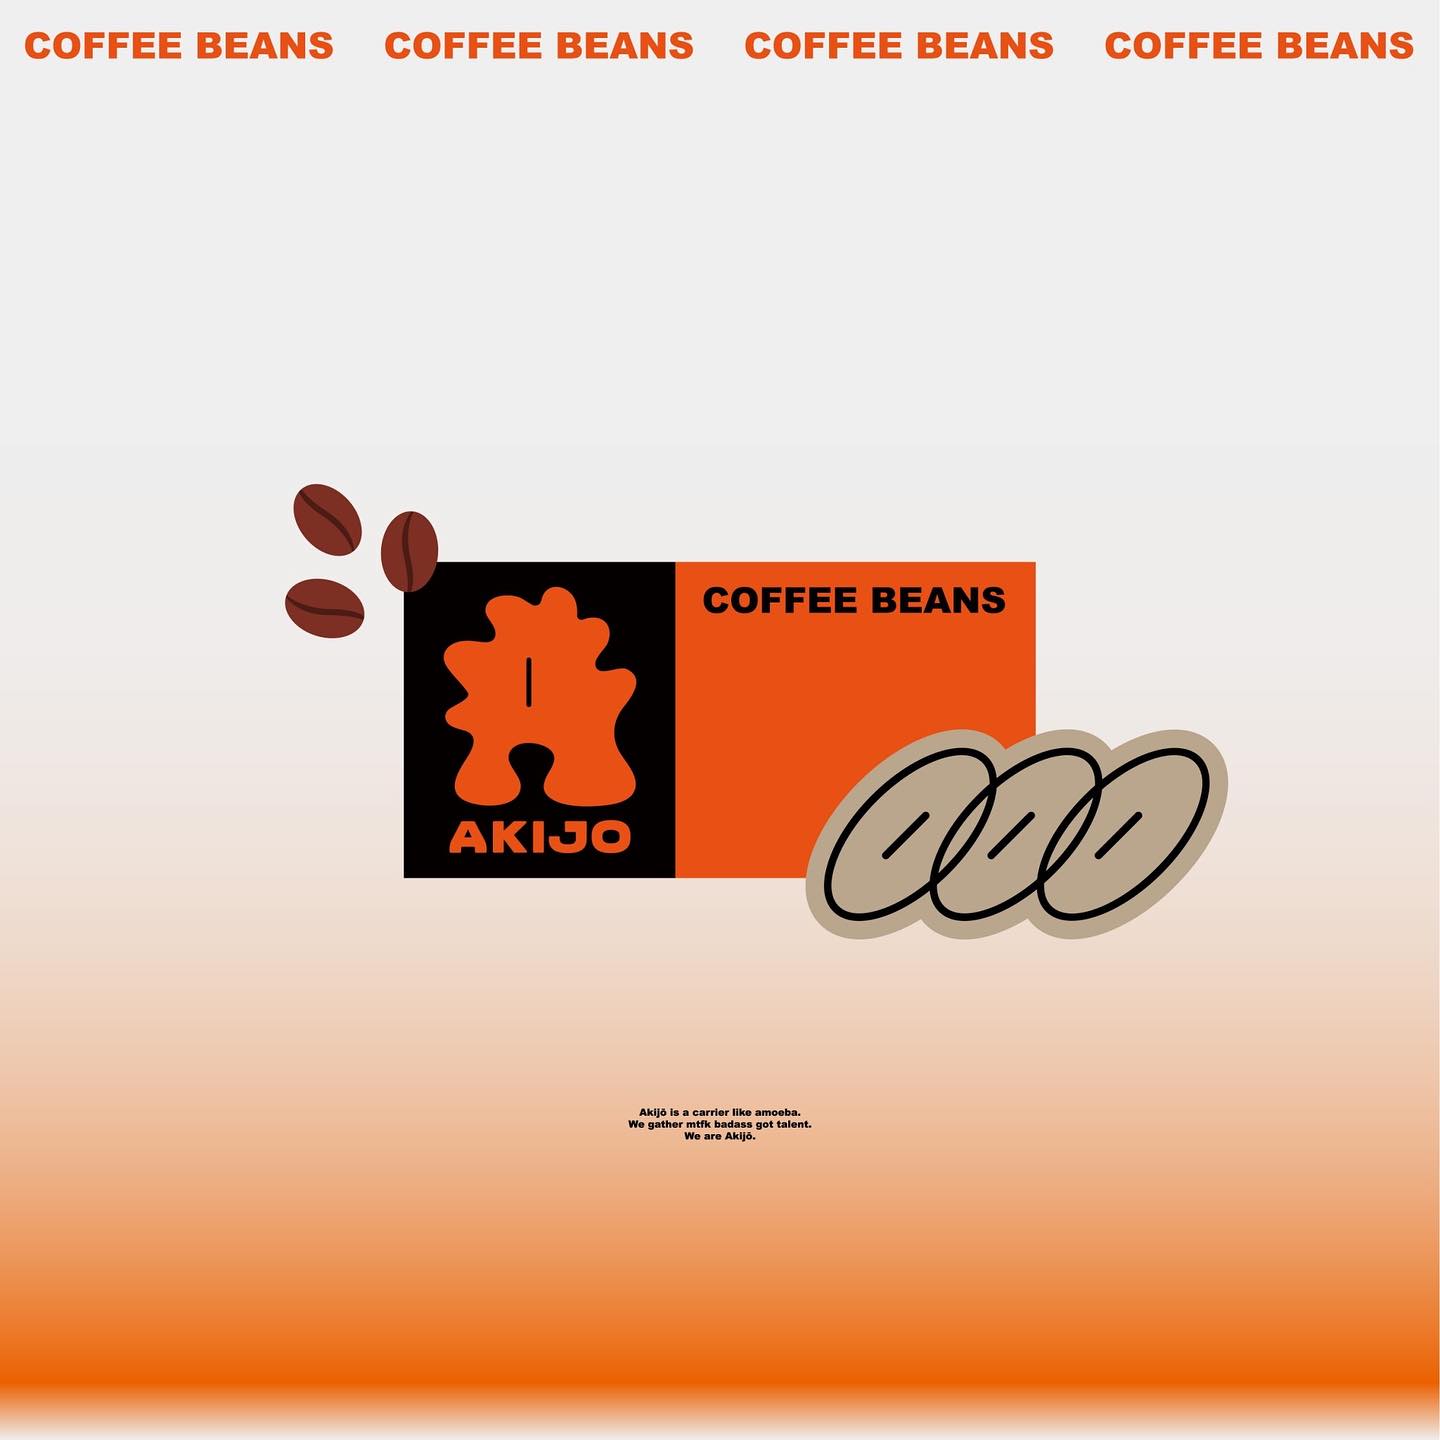 COFFEE BEANS COFFEE BEANS COFFEE BEANS COFFEE BEANS
COFFEE BEANS
AKIJO
Akijō is a carrier like amoeba.
We gather mtfk badass got talent.
We are Akijō.